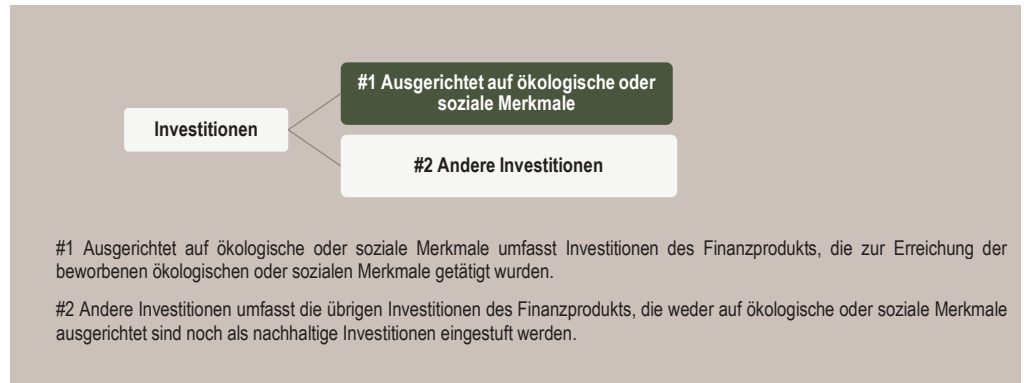 #1 Ausgerichtet auf ökologische oder
soziale Merkmale
Investitionen
#2 Andere Investitionen
#1 Ausgerichtet auf ökologische oder soziale Merkmale umfasst Investitionen des Finanzprodukts, die zur Erreichung der
beworbenen ökologischen oder sozialen Merkmale getätigt wurden.
#2 Andere Investitionen umfasst die übrigen Investitionen des Finanzprodukts, die weder auf ökologische oder soziale Merkmale
ausgerichtet sind noch als nachhaltige Investitionen eingestuft werden.